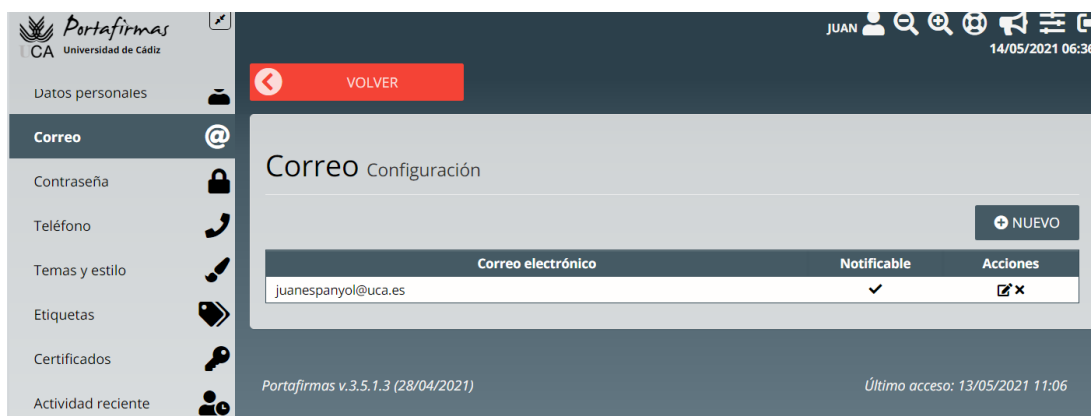 Portafirmas
UCA Universidad de Cádiz
JUAN
14/05/2021 06:36
VOLVER
Datos personales
Correo
Contraseña
Teléfono
Temas y estilo
Etiquetas
Certificados
Actividad reciente
Correo Configuración
NUEVO
Correo electrónico Notificable Acciones
juanespanyol@uca.es
Portafirmas v.3.5.1.3 (28/04/2021)
Último acceso: 13/05/2021 11:06